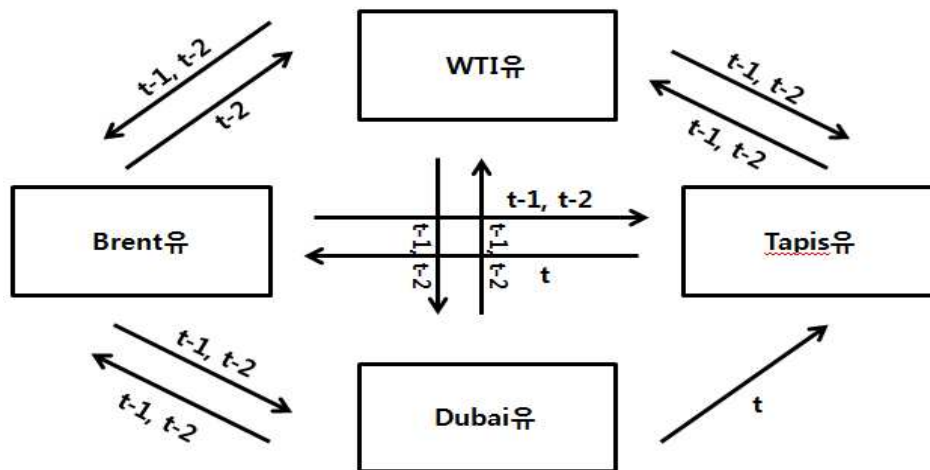 t-1, t-2
t-2
WTI유
t-1, t-2
t-1, t-2
Brent유
t-1, t-2
t
t-1, t-2
t-1, t-2
Tapis유
t-1, t-2
t-1, t-2
Dubai유
t